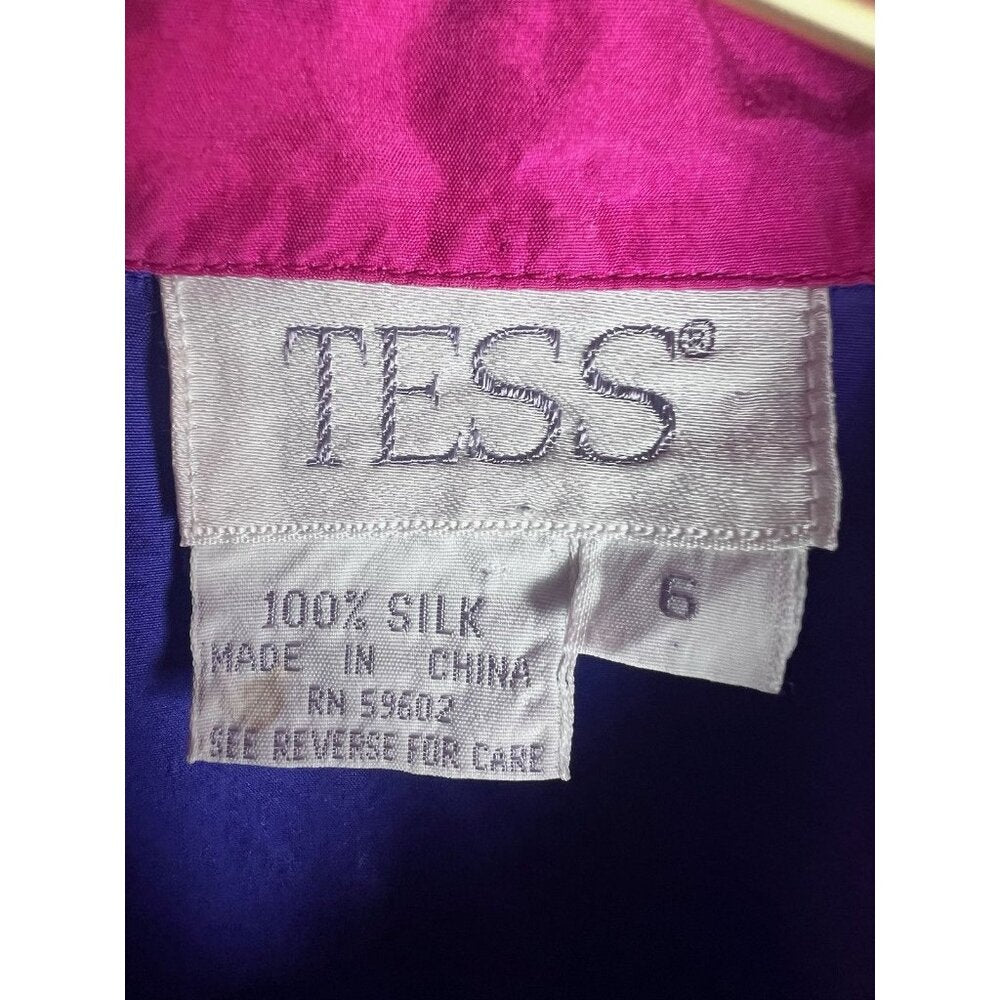 TESS®
100% SILK
MADE IN CHINA
RN 59602
SEE REVERSE FOR CARE
6